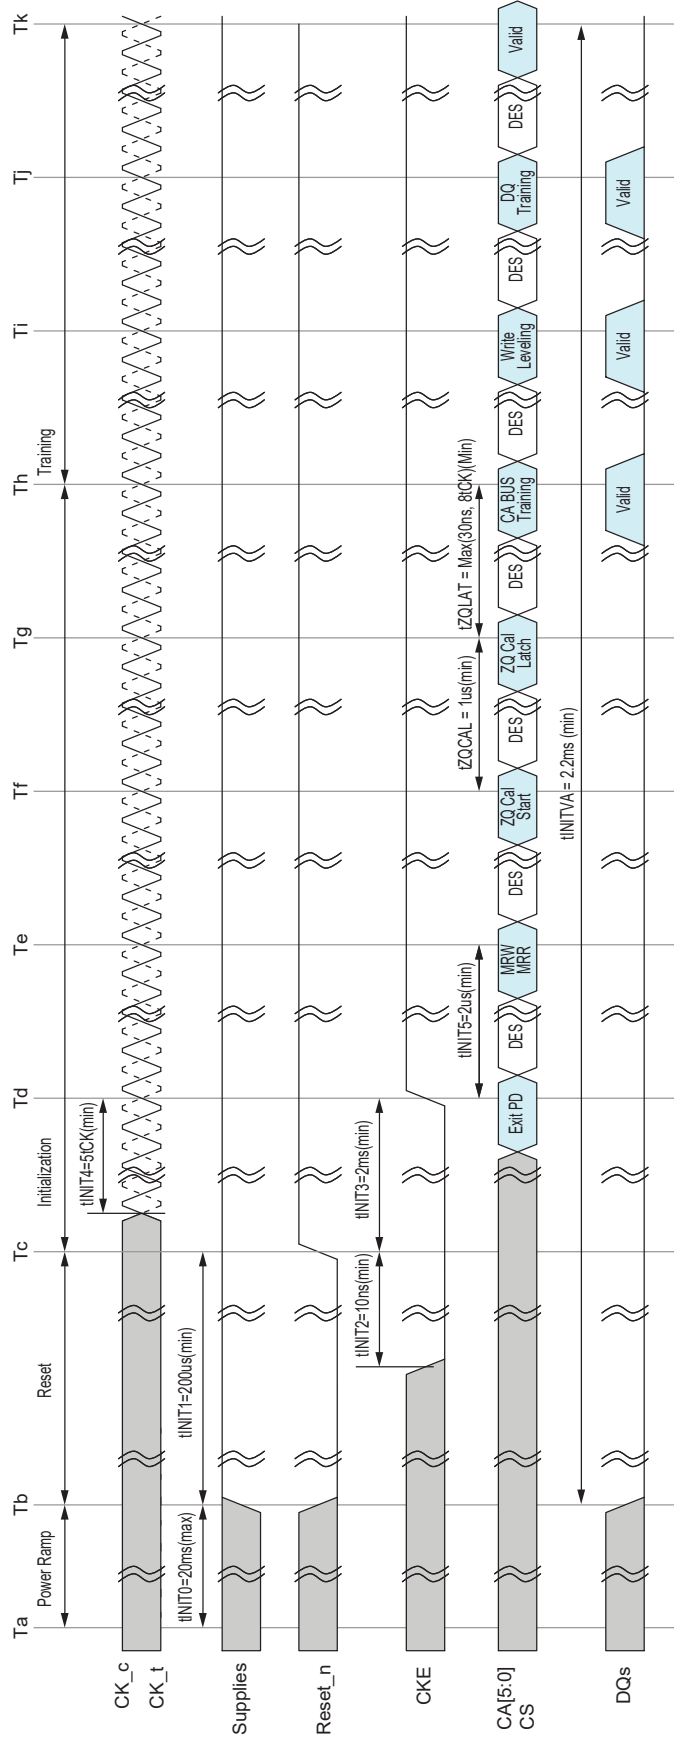 Ta Tb Tc Td Te Tf Tg Th Ti Tj Tk
Power Ramp Reset Initialization Training
tINIT4=5tCK(min)
CK_c
CK_t
tINIT0=20ms(max) tINIT1=200us(min)
Supplies
Reset_n
tINIT2=10ns(min) tINIT3=2ms(min)
CKE
tINIT5=2us(min) tZQCAL = 1us(min) tZQLAT = Max(30ns, 8tCK)(Min)
CA[5:0]
CS
Exit PD
DES
MRW
MRR
DES
ZQ Cal
Start
DES
ZQ Cal
Latch
DES
CA BUS
Training
DES
Write
Leveling
DES
DQ
Training
DES
Valid
tINITVA = 2.2ms (min)
DQs
Valid
Valid
Valid